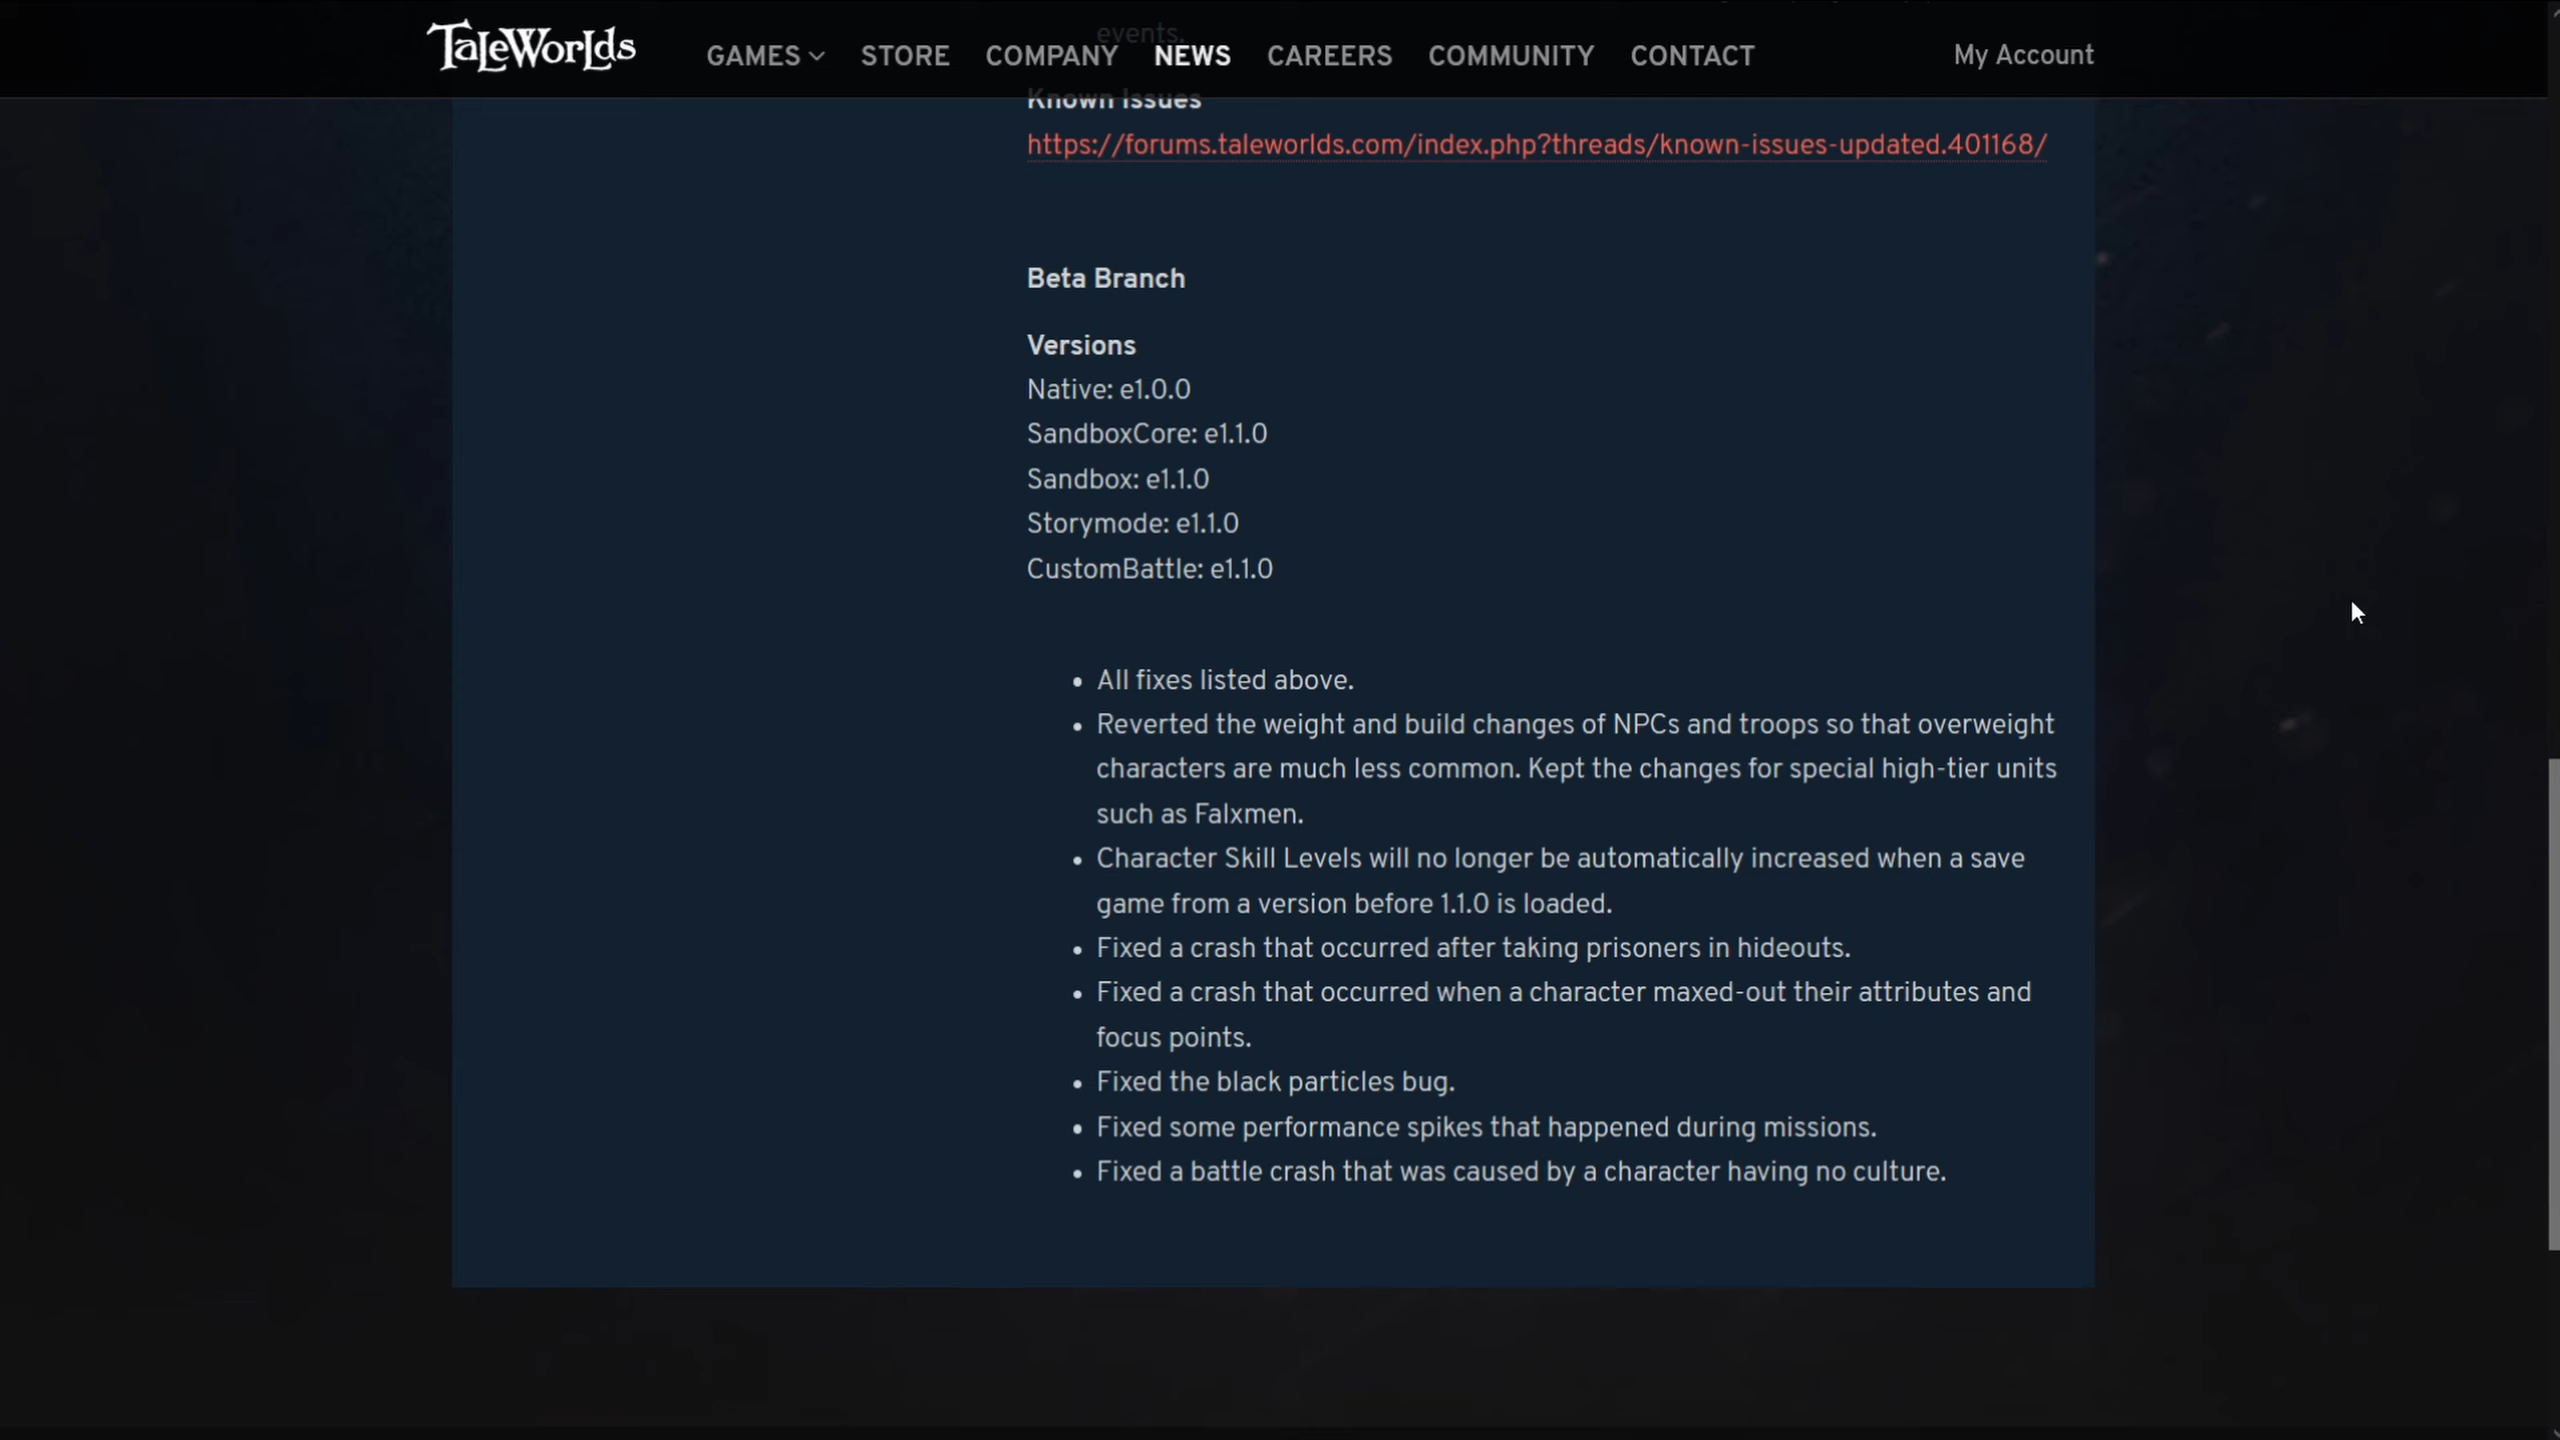 events.
TaleWorlds
GAMES STORE COMPANY NEWS CAREERS COMMUNITY CONTACT My Account
Known Issues
https://forums.taleworlds.com/index.php?threads/known-issues-updated.401168/
Beta Branch
Versions
Native: e1.0.0
SandboxCore: e1.1.0
Sandbox: e1.1.0
Storymode: e1.1.0
CustomBattle: e1.1.0
• All fixes listed above.
• Reverted the weight and build changes of NPCs and troops so that overweight
characters are much less common. Kept the changes for special high-tier units
such as Falxmen.
• Character Skill Levels will no longer be automatically increased when a save
game from a version before 1.1.0 is loaded.
• Fixed a crash that occurred after taking prisoners in hideouts.
• Fixed a crash that occurred when a character maxed-out their attributes and
focus points.
• Fixed the black particles bug.
• Fixed some performance spikes that happened during missions.
• Fixed a battle crash that was caused by a character having no culture.